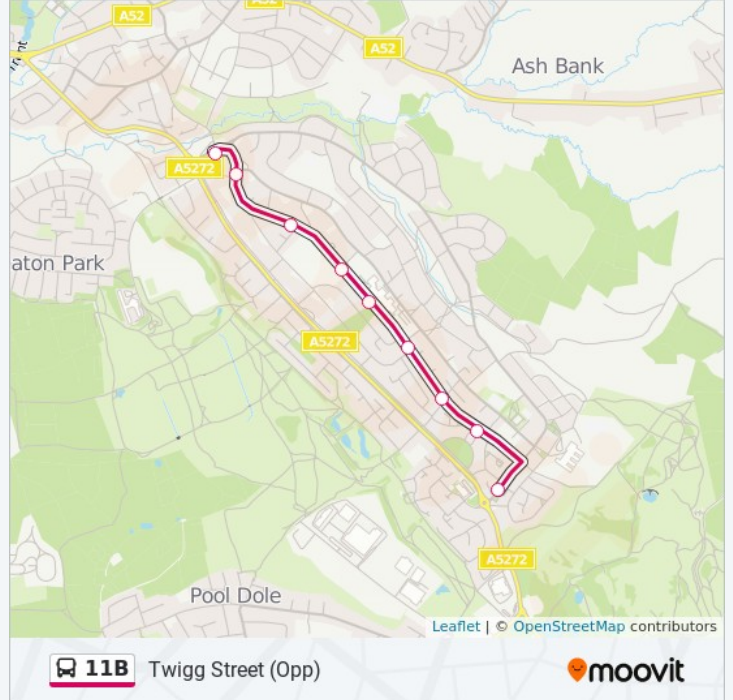 A52
A52
A52
Ash Bank
A5272
aton Park
A5272
A5272
Pool Dole
Leaflet | © OpenStreetMap contributors
11B Twigg Street (Opp)
moovit